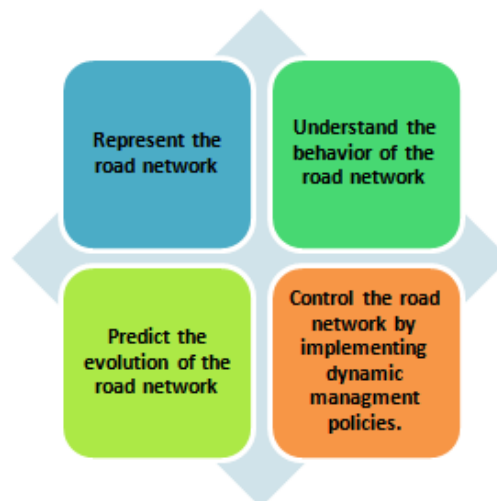 Represent the
road network
Understand the
behavior of the
road network
Predict the
evolution of the
road network
Control the road
network by
implementing
dynamic
managment
policies.